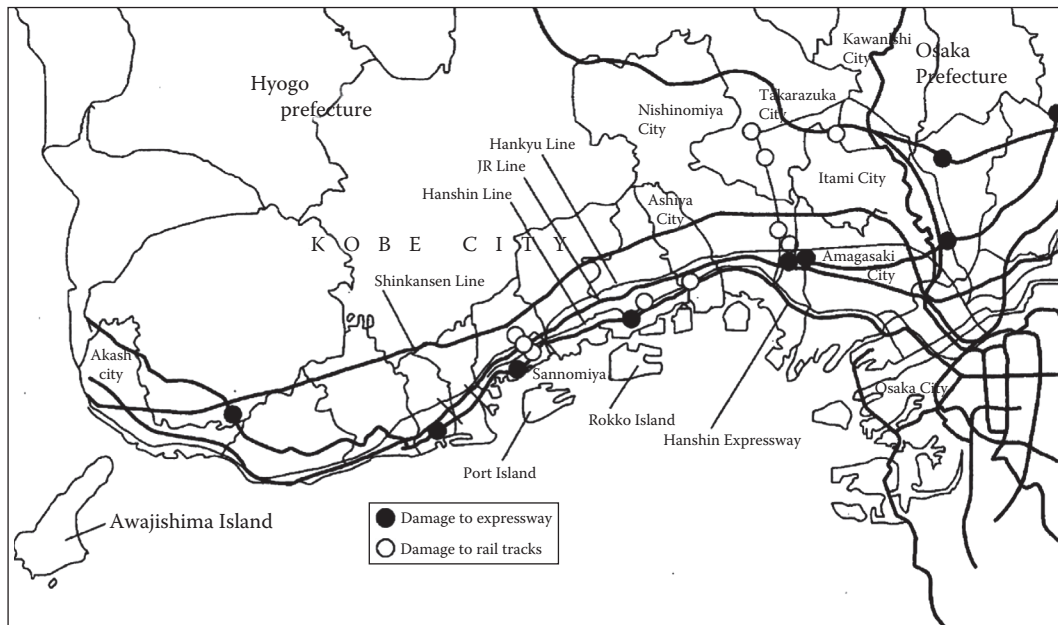 Kawanishi
City
Osaka
Prefecture
Hyogo
prefecture
Takarazuka
City
Nishinomiya
City
Hankyu Line
JR Line
Hanshin Line
Itami City
Ashiya
City
KOBE CITY
Amagasaki
City
Shinkansen Line
Akash
city
Sannomiya
Osaka City
Rokko Island
Hanshin Expressway
Port Island
Awajishima Island
Damage to expressway
Damage to rail tracks